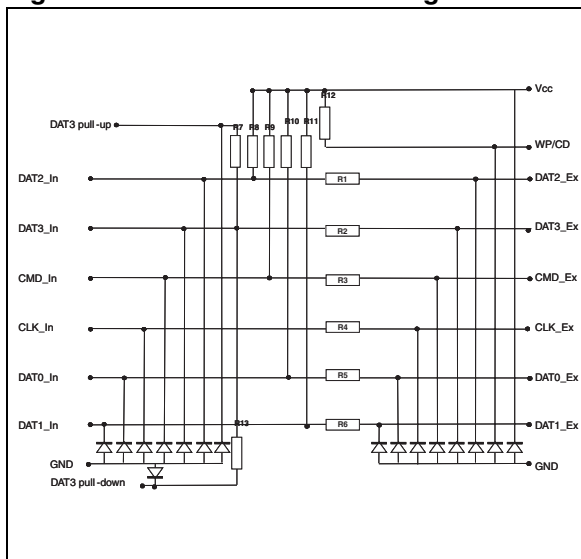 Vcc
R12
DAT3 pull-up
R7
R8
R9
R10
R11
WP/CD
DAT2_In
R1
DAT2_Ex
DAT3_In
R2
DAT3_Ex
CMD_In
R3
CMD_Ex
CLK_In
R4
CLK_Ex
DAT0_In
R5
DAT0_Ex
DAT1_In
R6
DAT1_Ex
R13
GND
GND
DAT3 pull-down